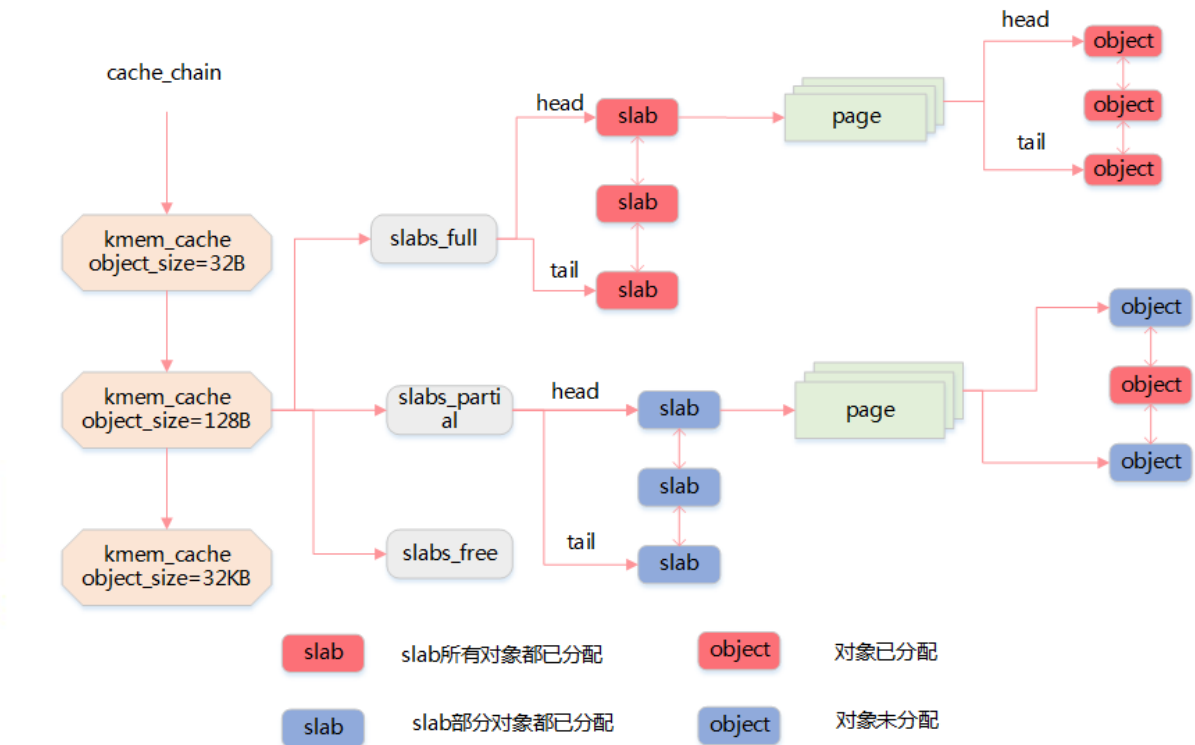 head
object
cache_chain
head
slab
page
object
tail
object
slab
kmem_cache
object_size=32B
slabs_full
tail
slab
object
kmem_cache
object_size=128B
slabs_parti
al
head
slab
page
object
slab
object
tail
slab
slabs_free
kmem_cache
object_size=32KB
slab
slab所有对象都已分配
object
对象已分配
slab
slab部分对象都已分配
object
对象未分配